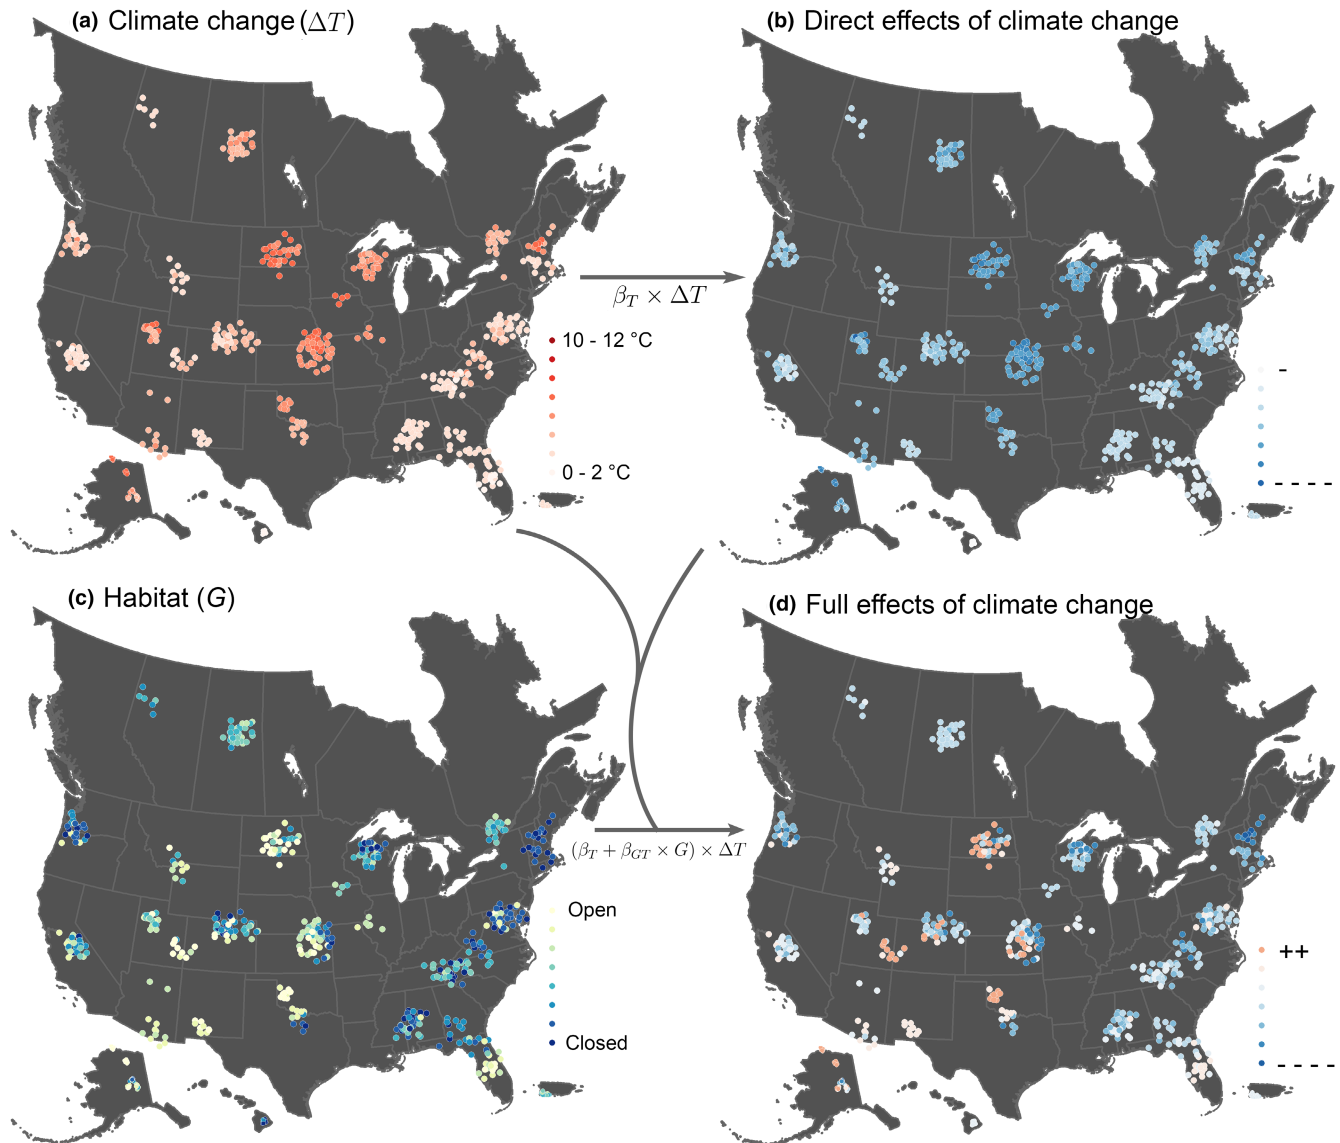 (a) Climate change (ΔT)
(b) Direct effects of climate change
β_T × ΔT
10 - 12 °C
0 - 2 °C
-
- - - -
(c) Habitat (G)
(d) Full effects of climate change
(β_T + β_GT × G) × ΔT
Open
Closed
++
- - - -